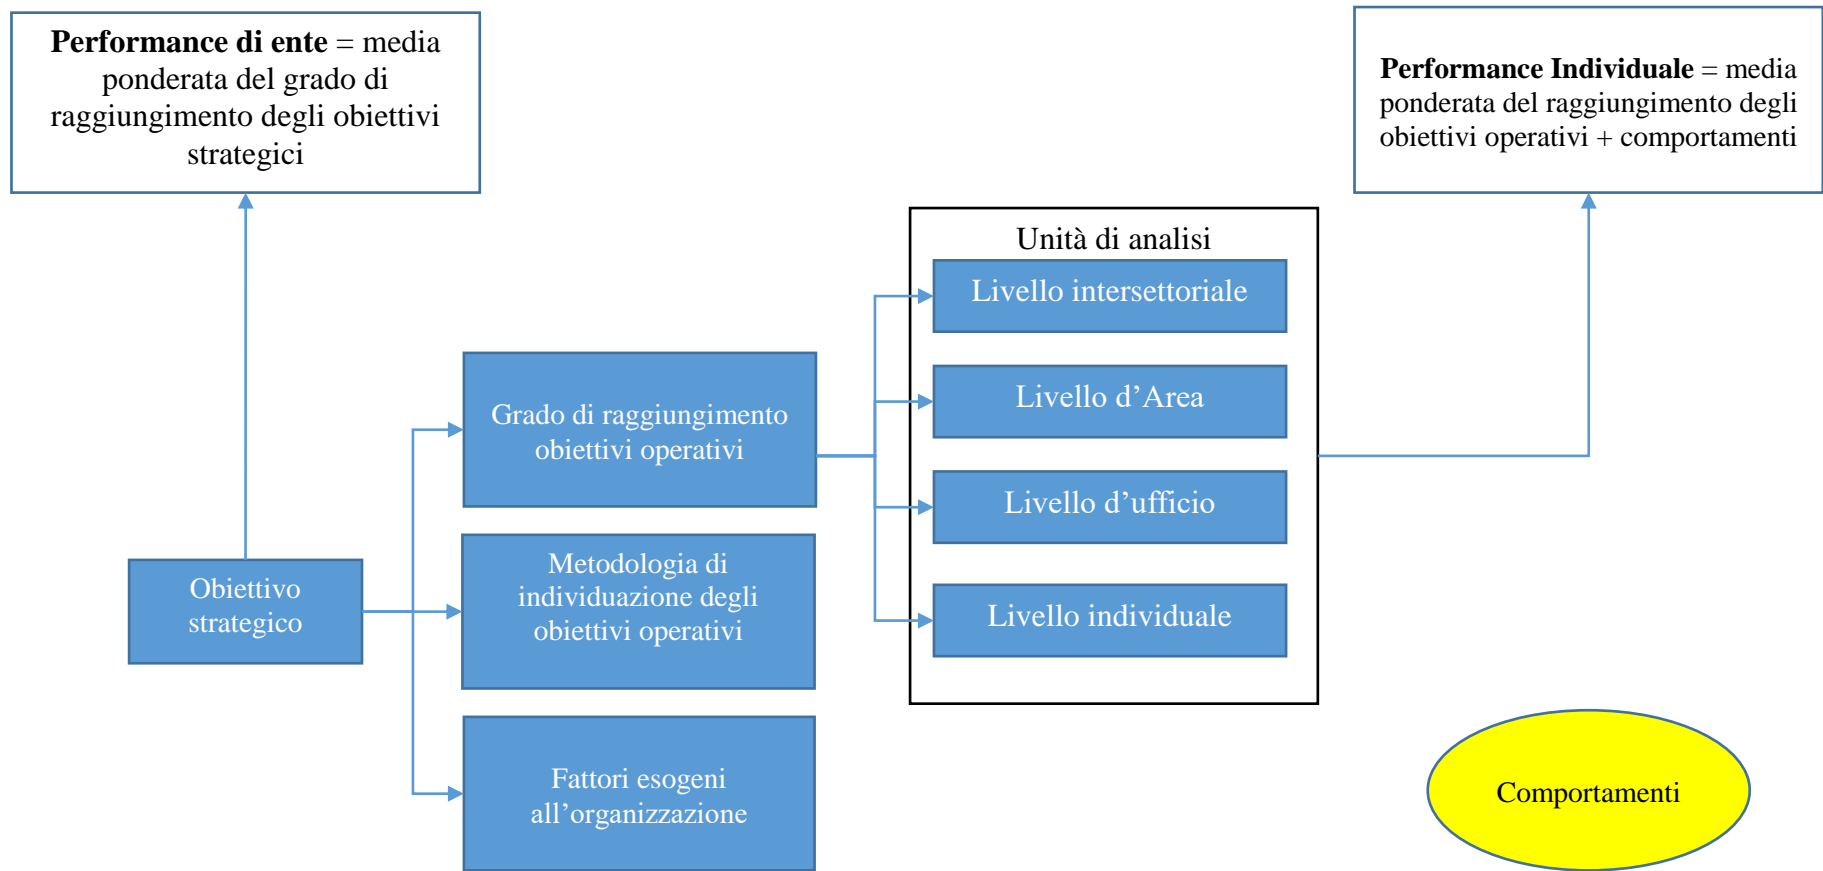 Performance di ente = media
ponderata del grado di
raggiungimento degli obiettivi
strategici
Performance Individuale = media
ponderata del raggiungimento degli
obiettivi operativi + comportamenti
Unità di analisi
Livello intersettoriale
Livello d’Area
Livello d’ufficio
Livello individuale
Grado di raggiungimento
obiettivi operativi
Metodologia di
individuazione degli
obiettivi operativi
Obiettivo
strategico
Fattori esogeni
all’organizzazione
Comportamenti